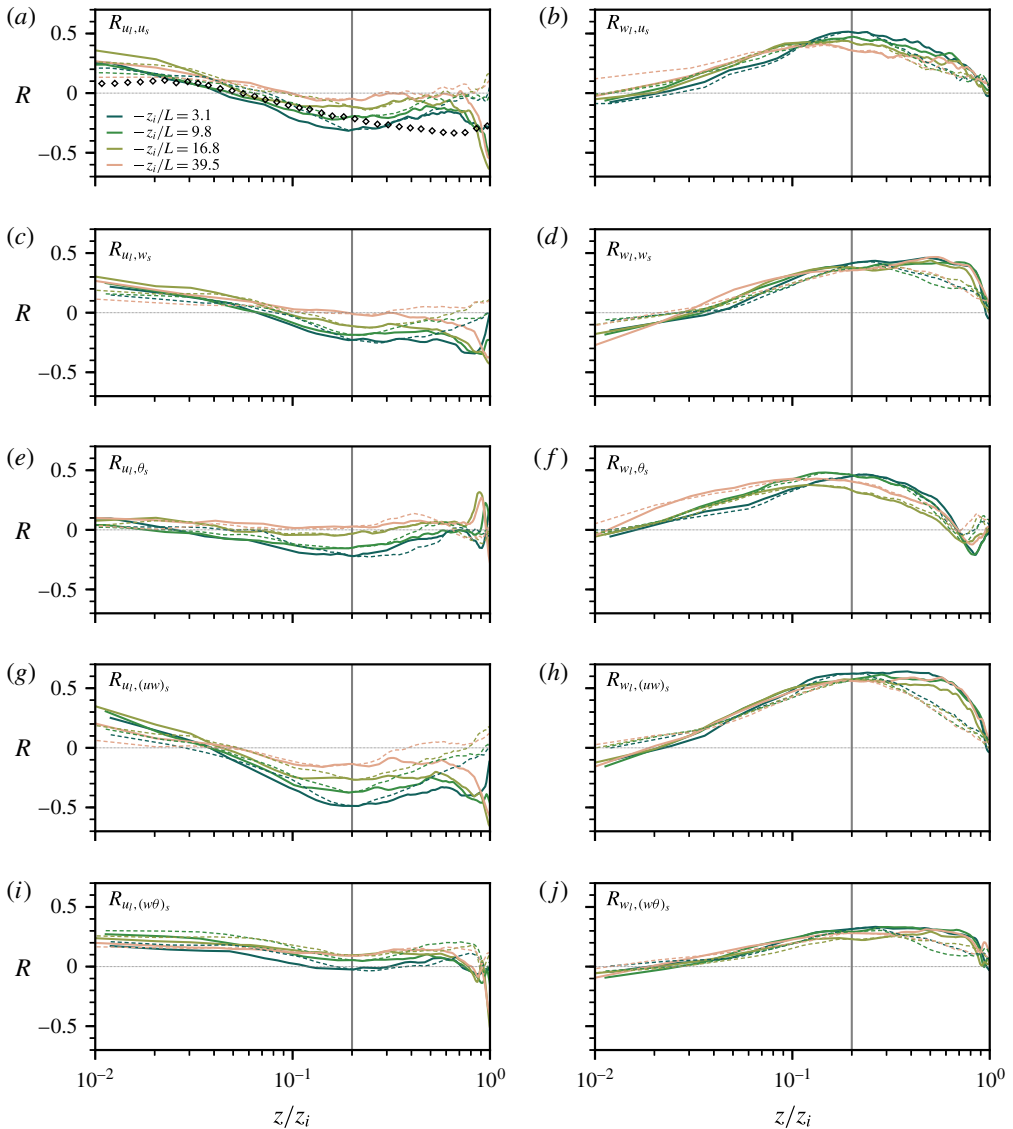 (a) R_{u_l,u_s}
0.5
R 0
−0.5
−z_i/L = 3.1
−z_i/L = 9.8
−z_i/L = 16.8
−z_i/L = 39.5
(b) R_{w_l,u_s}
(c) R_{u_l,w_s}
0.5
R 0
−0.5
(d) R_{w_l,w_s}
(e) R_{u_l,θ_s}
0.5
R 0
−0.5
(f) R_{w_l,θ_s}
(g) R_{u_l,(uw)_s}
0.5
R 0
−0.5
(h) R_{w_l,(uw)_s}
(i) R_{u_l,(wθ)_s}
0.5
R 0
−0.5
(j) R_{w_l,(wθ)_s}
10^{−2} 10^{−1} 10^0
z/z_i
10^{−2} 10^{−1} 10^0
z/z_i